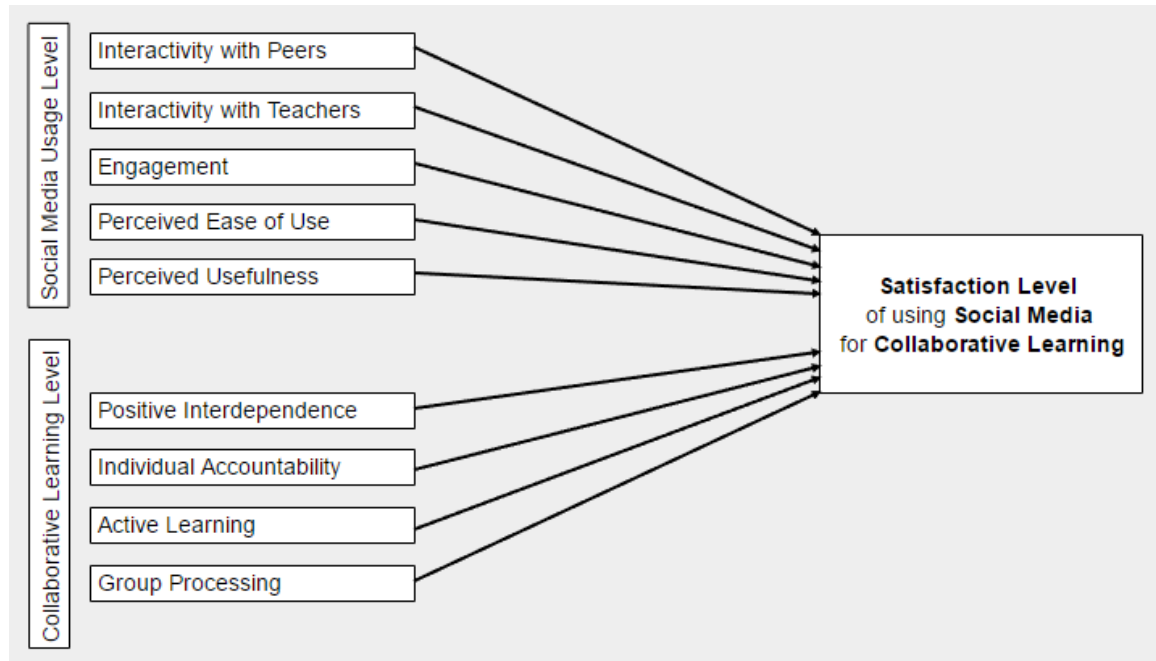 Social Media Usage Level
Interactivity with Peers
Interactivity with Teachers
Engagement
Perceived Ease of Use
Perceived Usefulness
Collaborative Learning Level
Positive Interdependence
Individual Accountability
Active Learning
Group Processing
Satisfaction Level
of using Social Media
for Collaborative Learning